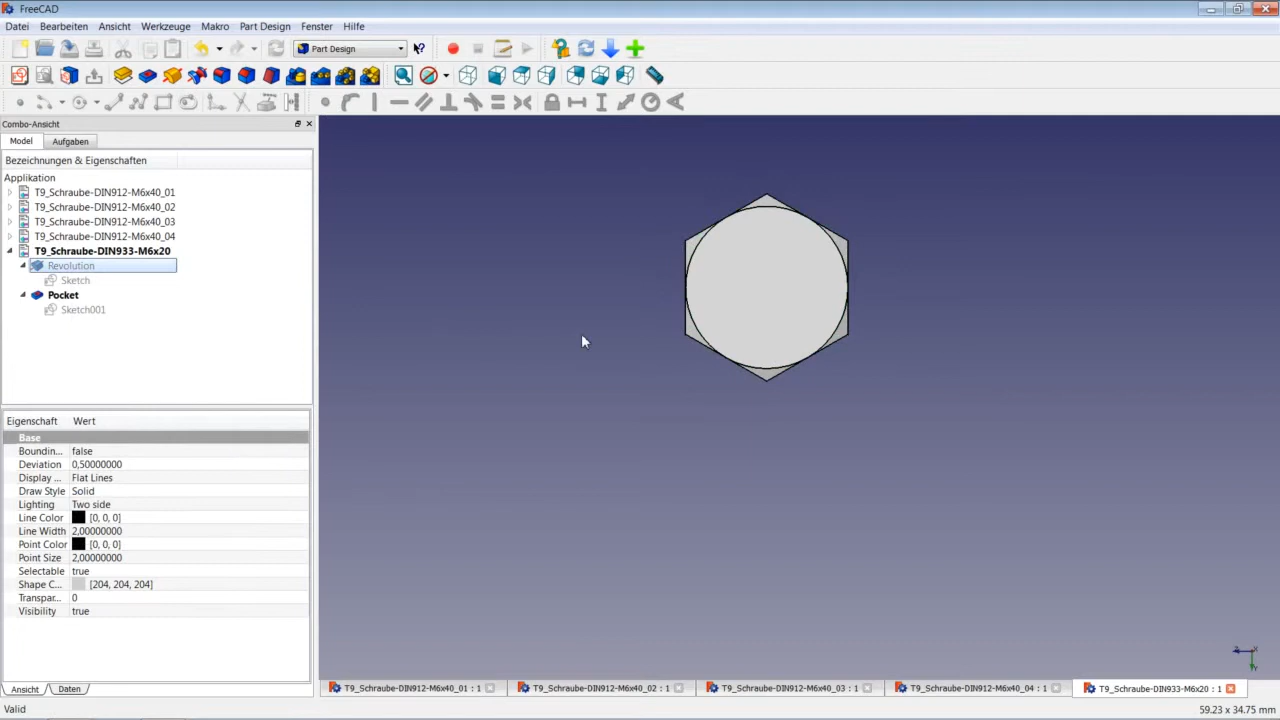 FreeCAD
Datei Bearbeiten Ansicht Werkzeuge Makro Part Design Fenster Hilfe
Part Design
Combo-Ansicht
Model Aufgaben
Bezeichnungen & Eigenschaften
Applikation
T9_Schraube-DIN912-M6x40_01
T9_Schraube-DIN912-M6x40_02
T9_Schraube-DIN912-M6x40_03
T9_Schraube-DIN912-M6x40_04
T9_Schraube-DIN933-M6x20
Revolution
Sketch
Pocket
Sketch001
Eigenschaft Wert
Base
Boundin... false
Deviation 0,50000000
Display ... Flat Lines
Draw Style Solid
Lighting Two side
Line Color [0, 0, 0]
Line Width 2,00000000
Point Color [0, 0, 0]
Point Size 2,00000000
Selectable true
Shape C... [204, 204, 204]
Transpar... 0
Visibility true
Ansicht Daten
T9_Schraube-DIN912-M6x40_01 : 1 T9_Schraube-DIN912-M6x40_02 : 1 T9_Schraube-DIN912-M6x40_03 : 1 T9_Schraube-DIN912-M6x40_04 : 1 T9_Schraube-DIN933-M6x20 : 1
Valid 59.23 x 34.75 mm